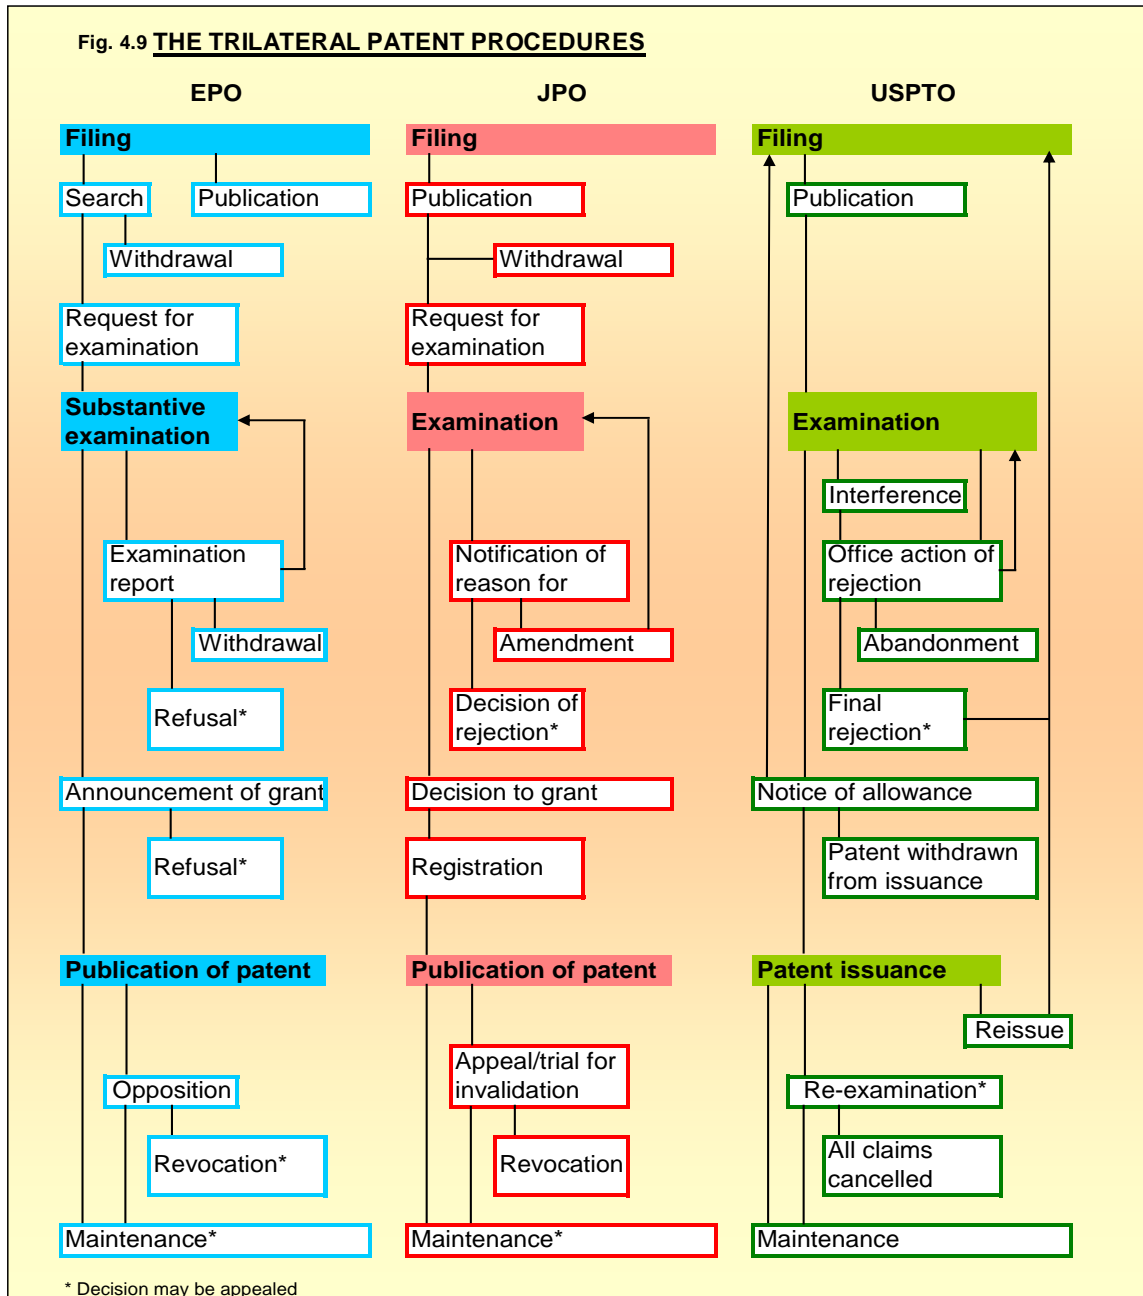 Fig. 4.9 THE TRILATERAL PATENT PROCEDURES
EPO
Filing
Search
Publication
Withdrawal
Request for
examination
Substantive
examination
Examination
report
Withdrawal
Refusal*
Announcement of grant
Refusal*
Publication of patent
Opposition
Revocation*
Maintenance*
JPO
Filing
Publication
Withdrawal
Request for
examination
Examination
Notification of
reason for
Amendment
Decision of
rejection*
Decision to grant
Registration
Publication of patent
Appeal/trial for
invalidation
Revocation
Maintenance*
USPTO
Filing
Publication
Examination
Interference
Office action of
rejection
Abandonment
Final
rejection*
Notice of allowance
Patent withdrawn
from issuance
Patent issuance
Reissue
Re-examination*
All claims
cancelled
Maintenance
* Decision may be appealed